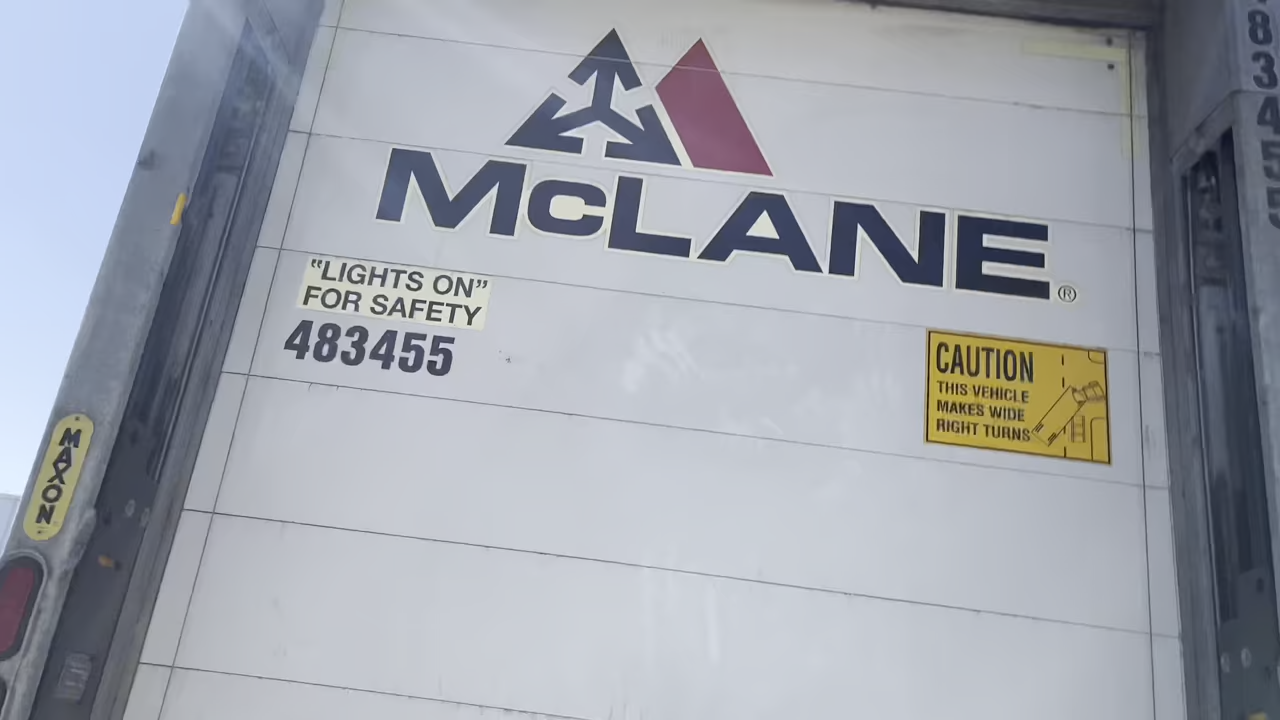 McLANE®
"LIGHTS ON"
FOR SAFETY
483455
CAUTION
THIS VEHICLE
MAKES WIDE
RIGHT TURNS
MAXON
83455